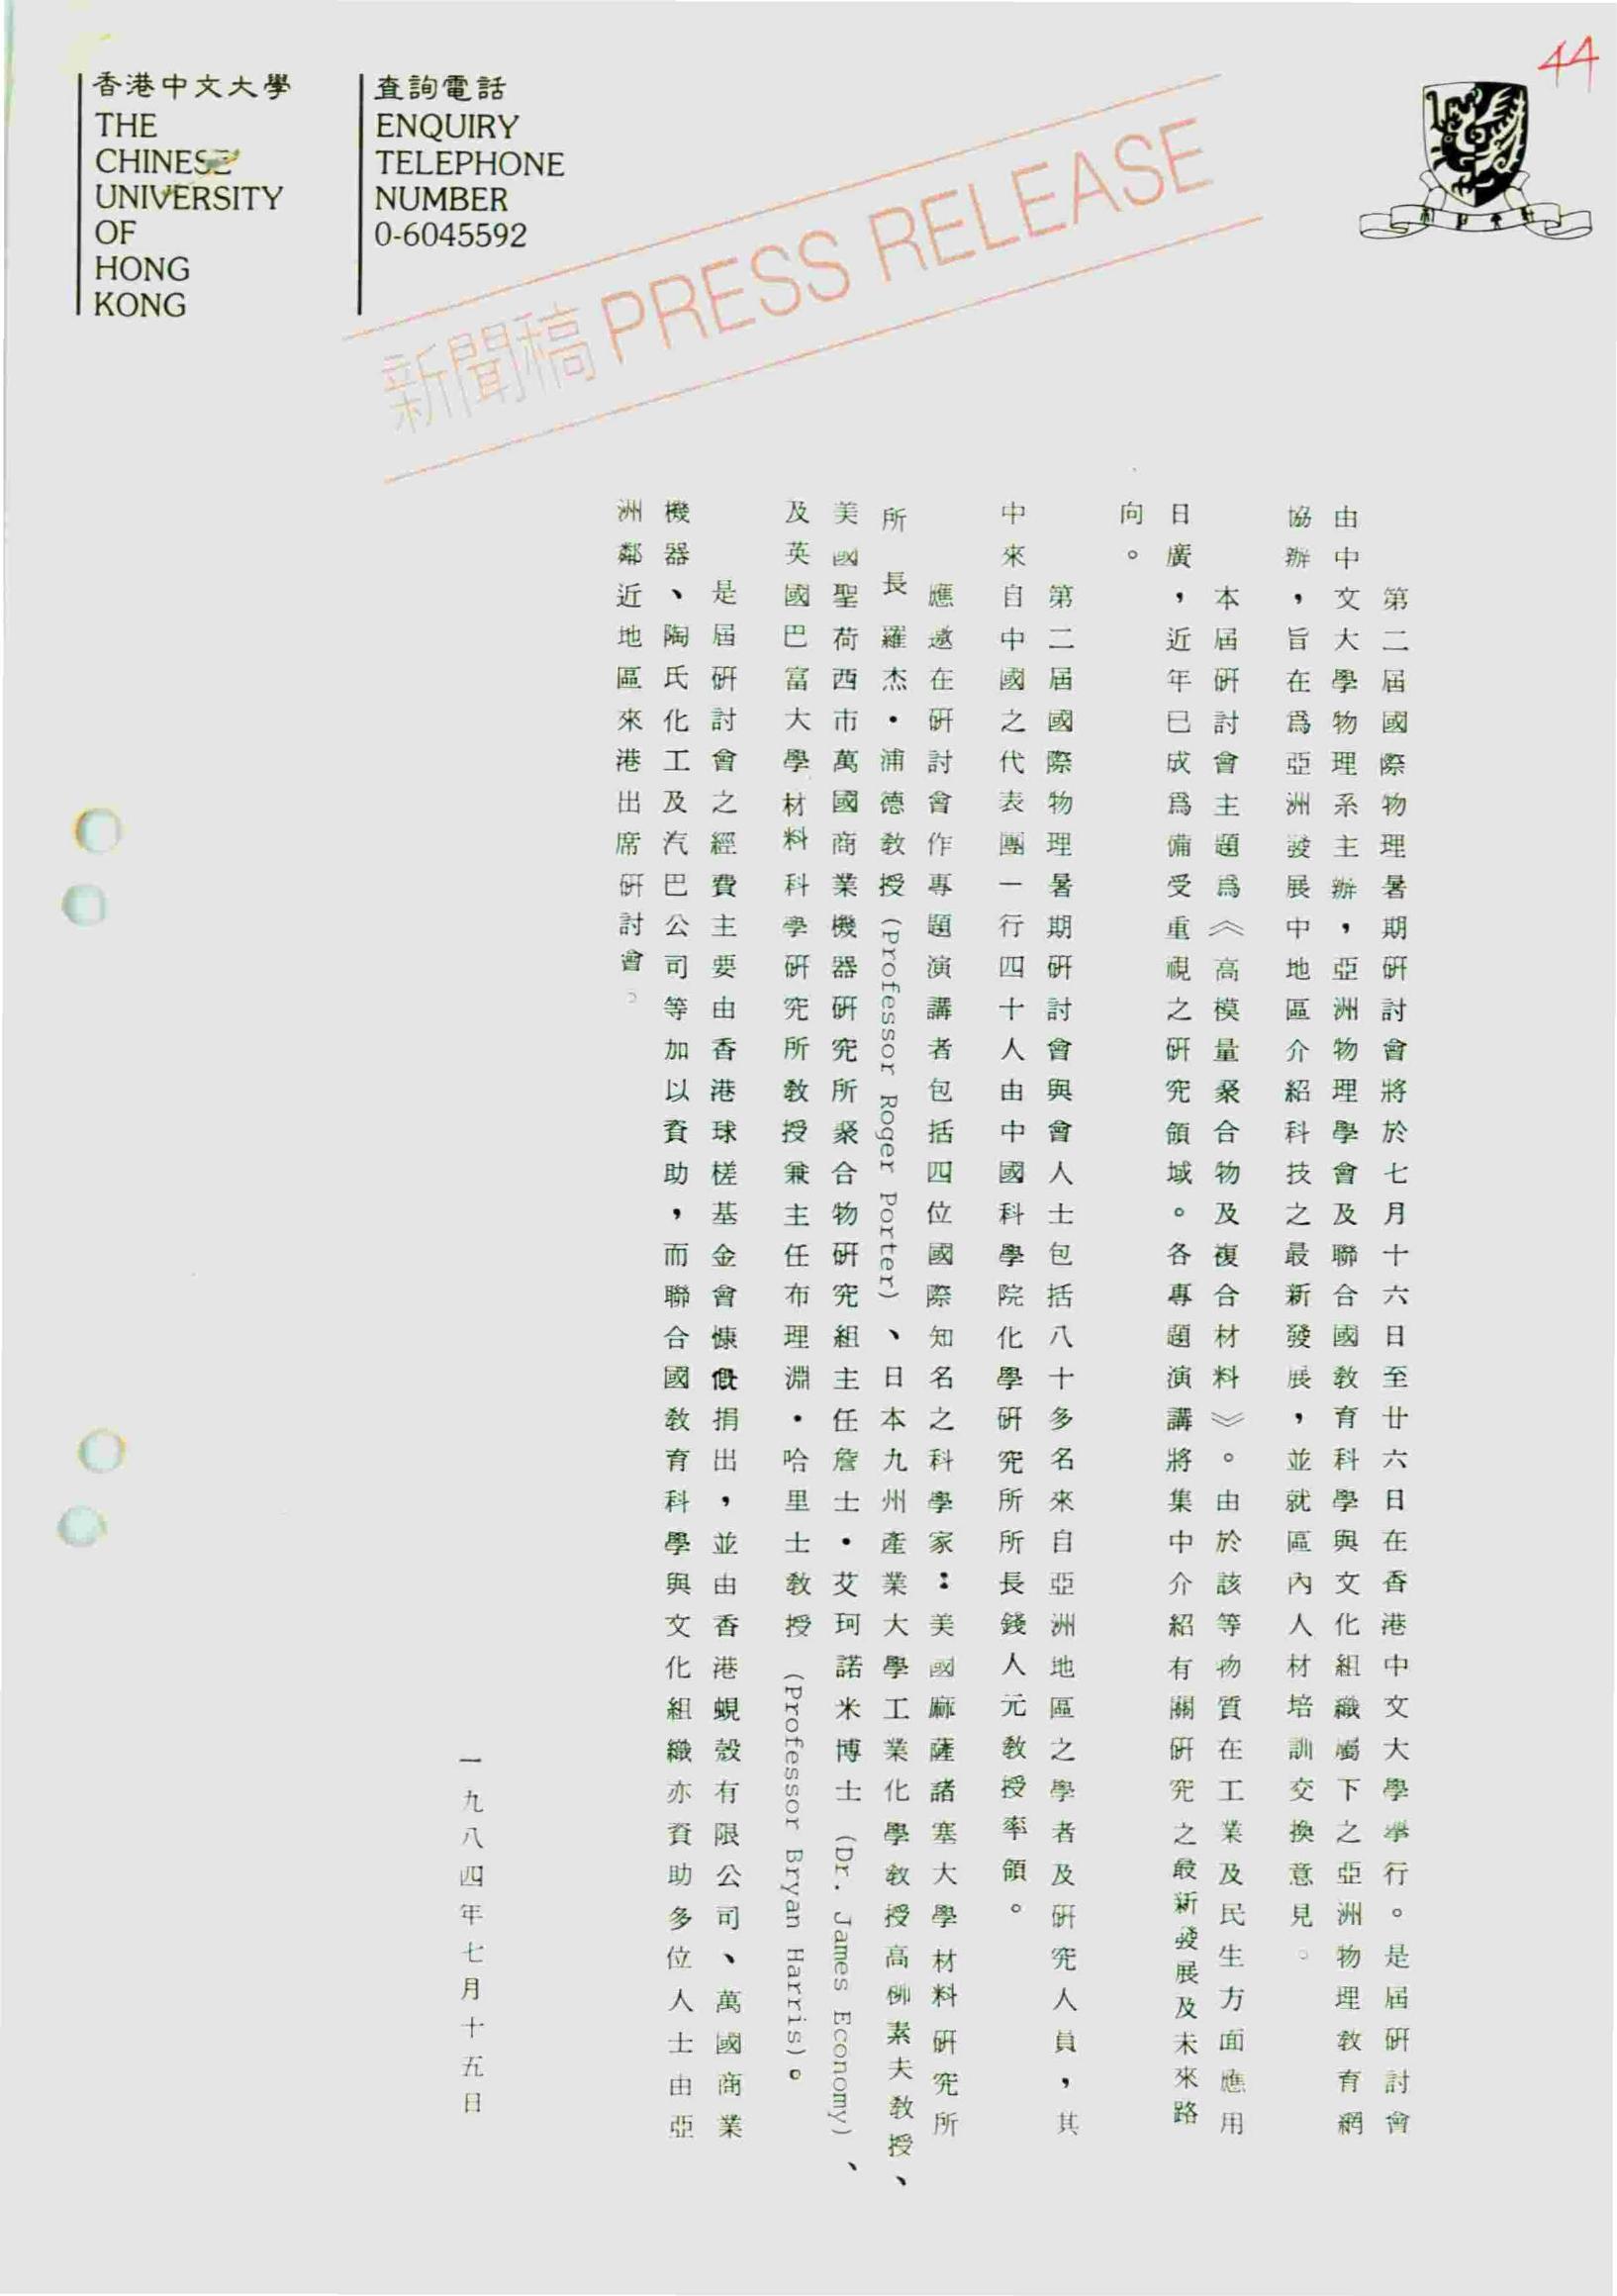 44
香港中文大學
THE
CHINESE
UNIVERSITY
OF
HONG
KONG
查詢電話
ENQUIRY
TELEPHONE
NUMBER
0-6045592
新聞稿 PRESS RELEASE
第二屆國際物理暑期研討會將於七月十六日至廿六日在香港中文大學舉行。是屆研討會
由中文大學物理系主辦，亞洲物理學會及聯合國教育科學與文化組織屬下之亞洲物理教育網
協辦，旨在爲亞洲發展中地區介紹科技之最新發展，並就區內人材培訓交換意見。
本屆研討會主題爲《高模量聚合物及複合材料》。由於該等物質在工業及民生方面應用
日廣，近年已成爲備受重視之研究領域。各專題演講將集中介紹有關研究之最新發展及未來路
向。
第二屆國際物理暑期研討會與會人士包括八十多名來自亞洲地區之學者及研究人員，其
中來自中國之代表團一行四十人由中國科學院化學研究所所長錢人元教授率領。
應邀在研討會作專題演講者包括四位國際知名之科學家：美國麻薩諸塞大學材料研究所
所長羅杰·浦德教授(Professor Roger Porter)、日本九州產業大學工業化學教授高柳素夫教授、
美國聖荷西市萬國商業機器研究所聚合物研究組主任詹士·艾珂諾米博士(Dr. James Economy)、
及英國巴富大學材料科學研究所教授兼主任布理淵·哈里士教授(Professor Bryan Harris)。
是屆研討會之經費主要由香港球槎基金會慷慨捐出，並由香港蜆殼有限公司、萬國商業
機器、陶氏化工及汽巴公司等加以資助，而聯合國教育科學與文化組織亦資助多位人士由亞
洲鄰近地區來港出席研討會。
一九八四年七月十五日